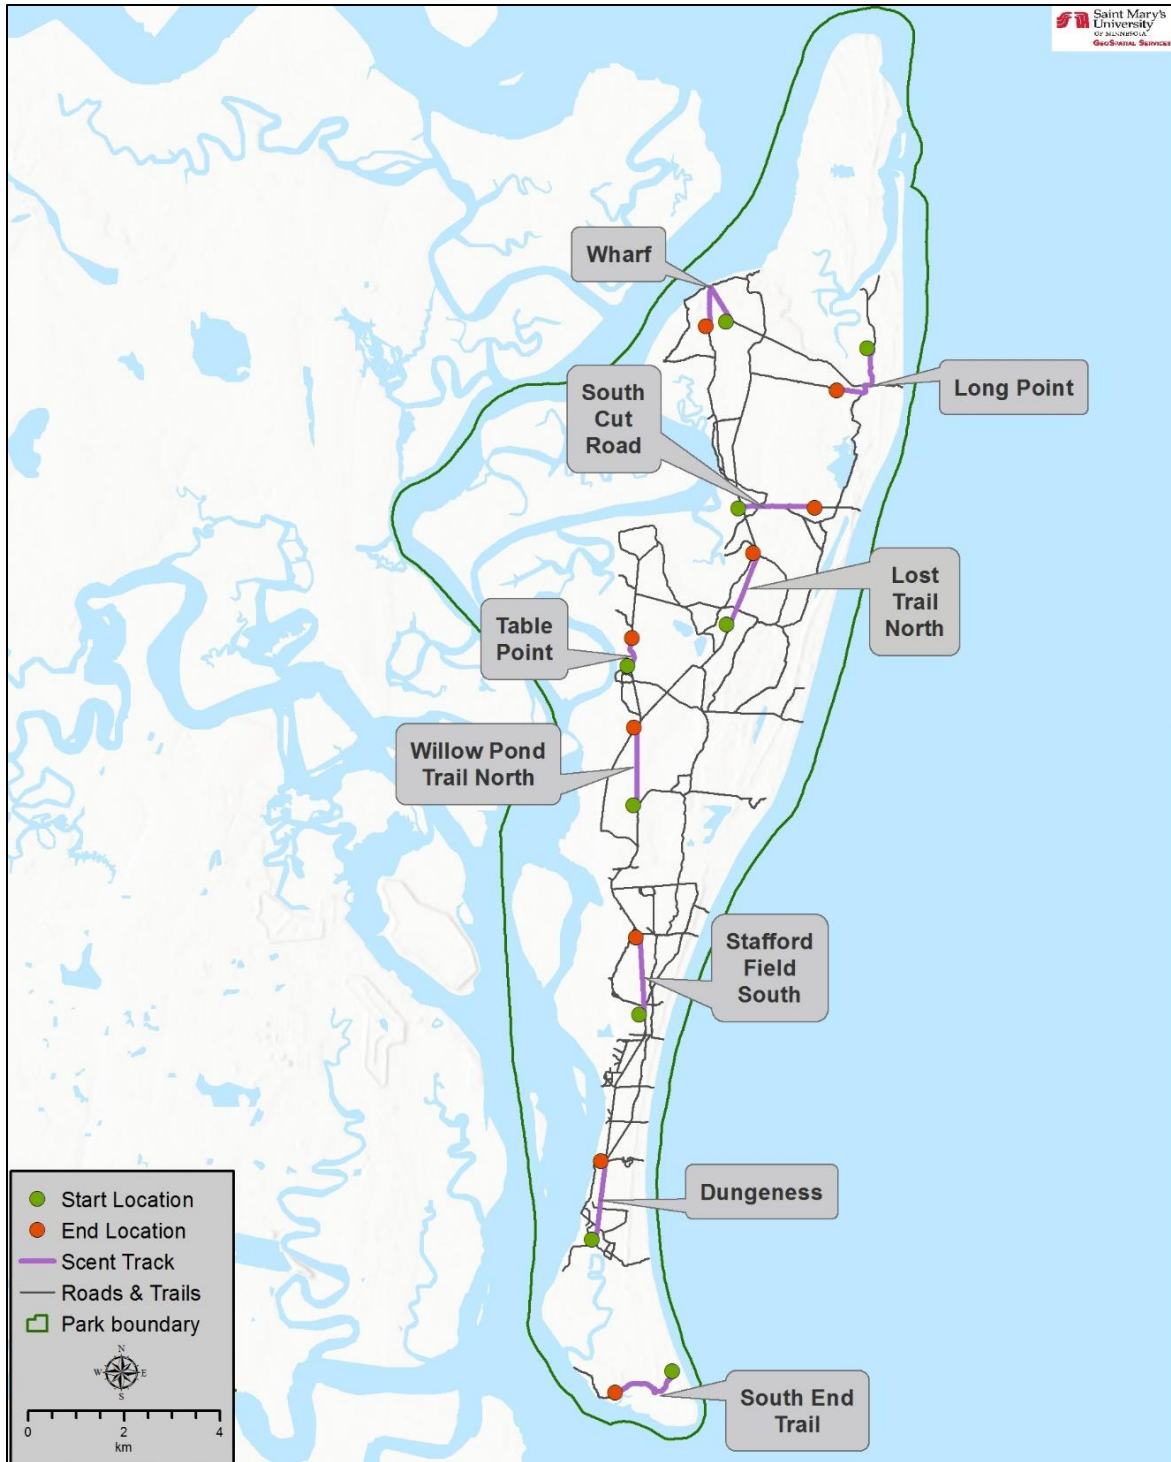 Saint Mary's
University
OF MINNESOTA
GEOSPATIAL SERVICES
Wharf
Long Point
South
Cut
Road
Lost
Trail
North
Table
Point
Willow Pond
Trail North
Stafford
Field
South
Dungeness
South End
Trail
Start Location
End Location
Scent Track
Roads & Trails
Park boundary
N
W E
S
0 2 4
km